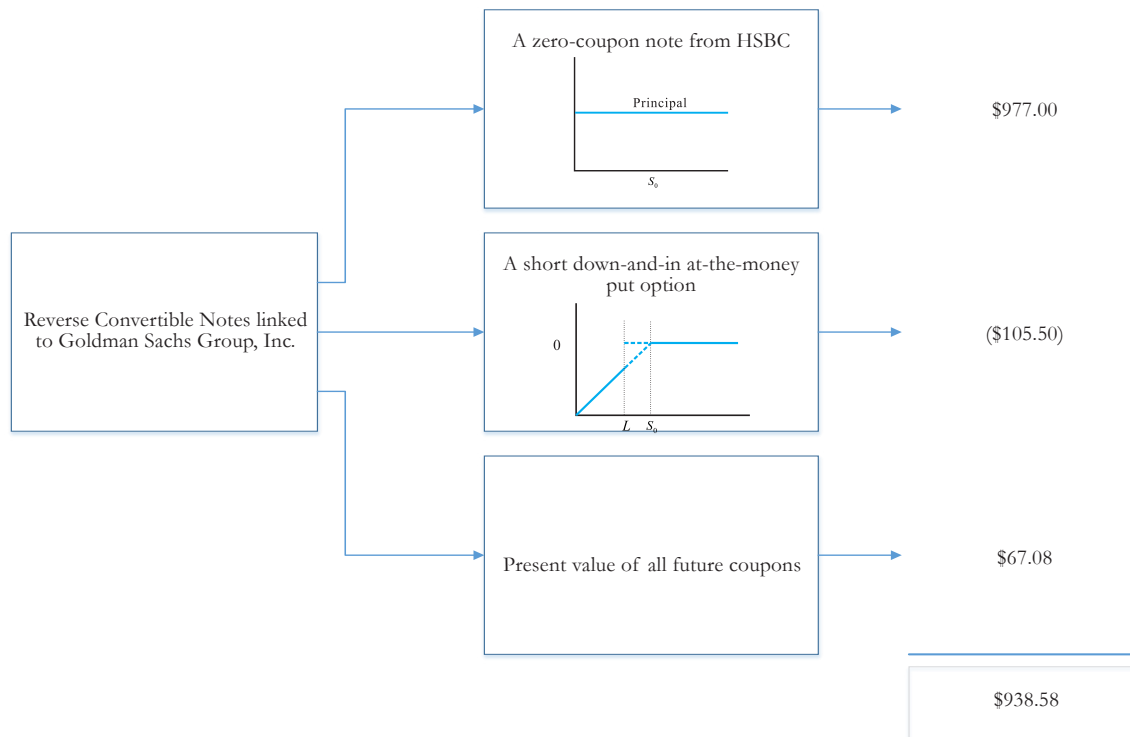 A zero-coupon note from HSBC
Principal
S₀
$977.00
Reverse Convertible Notes linked
to Goldman Sachs Group, Inc.
A short down-and-in at-the-money
put option
0
L S₀
($105.50)
Present value of all future coupons
$67.08
$938.58